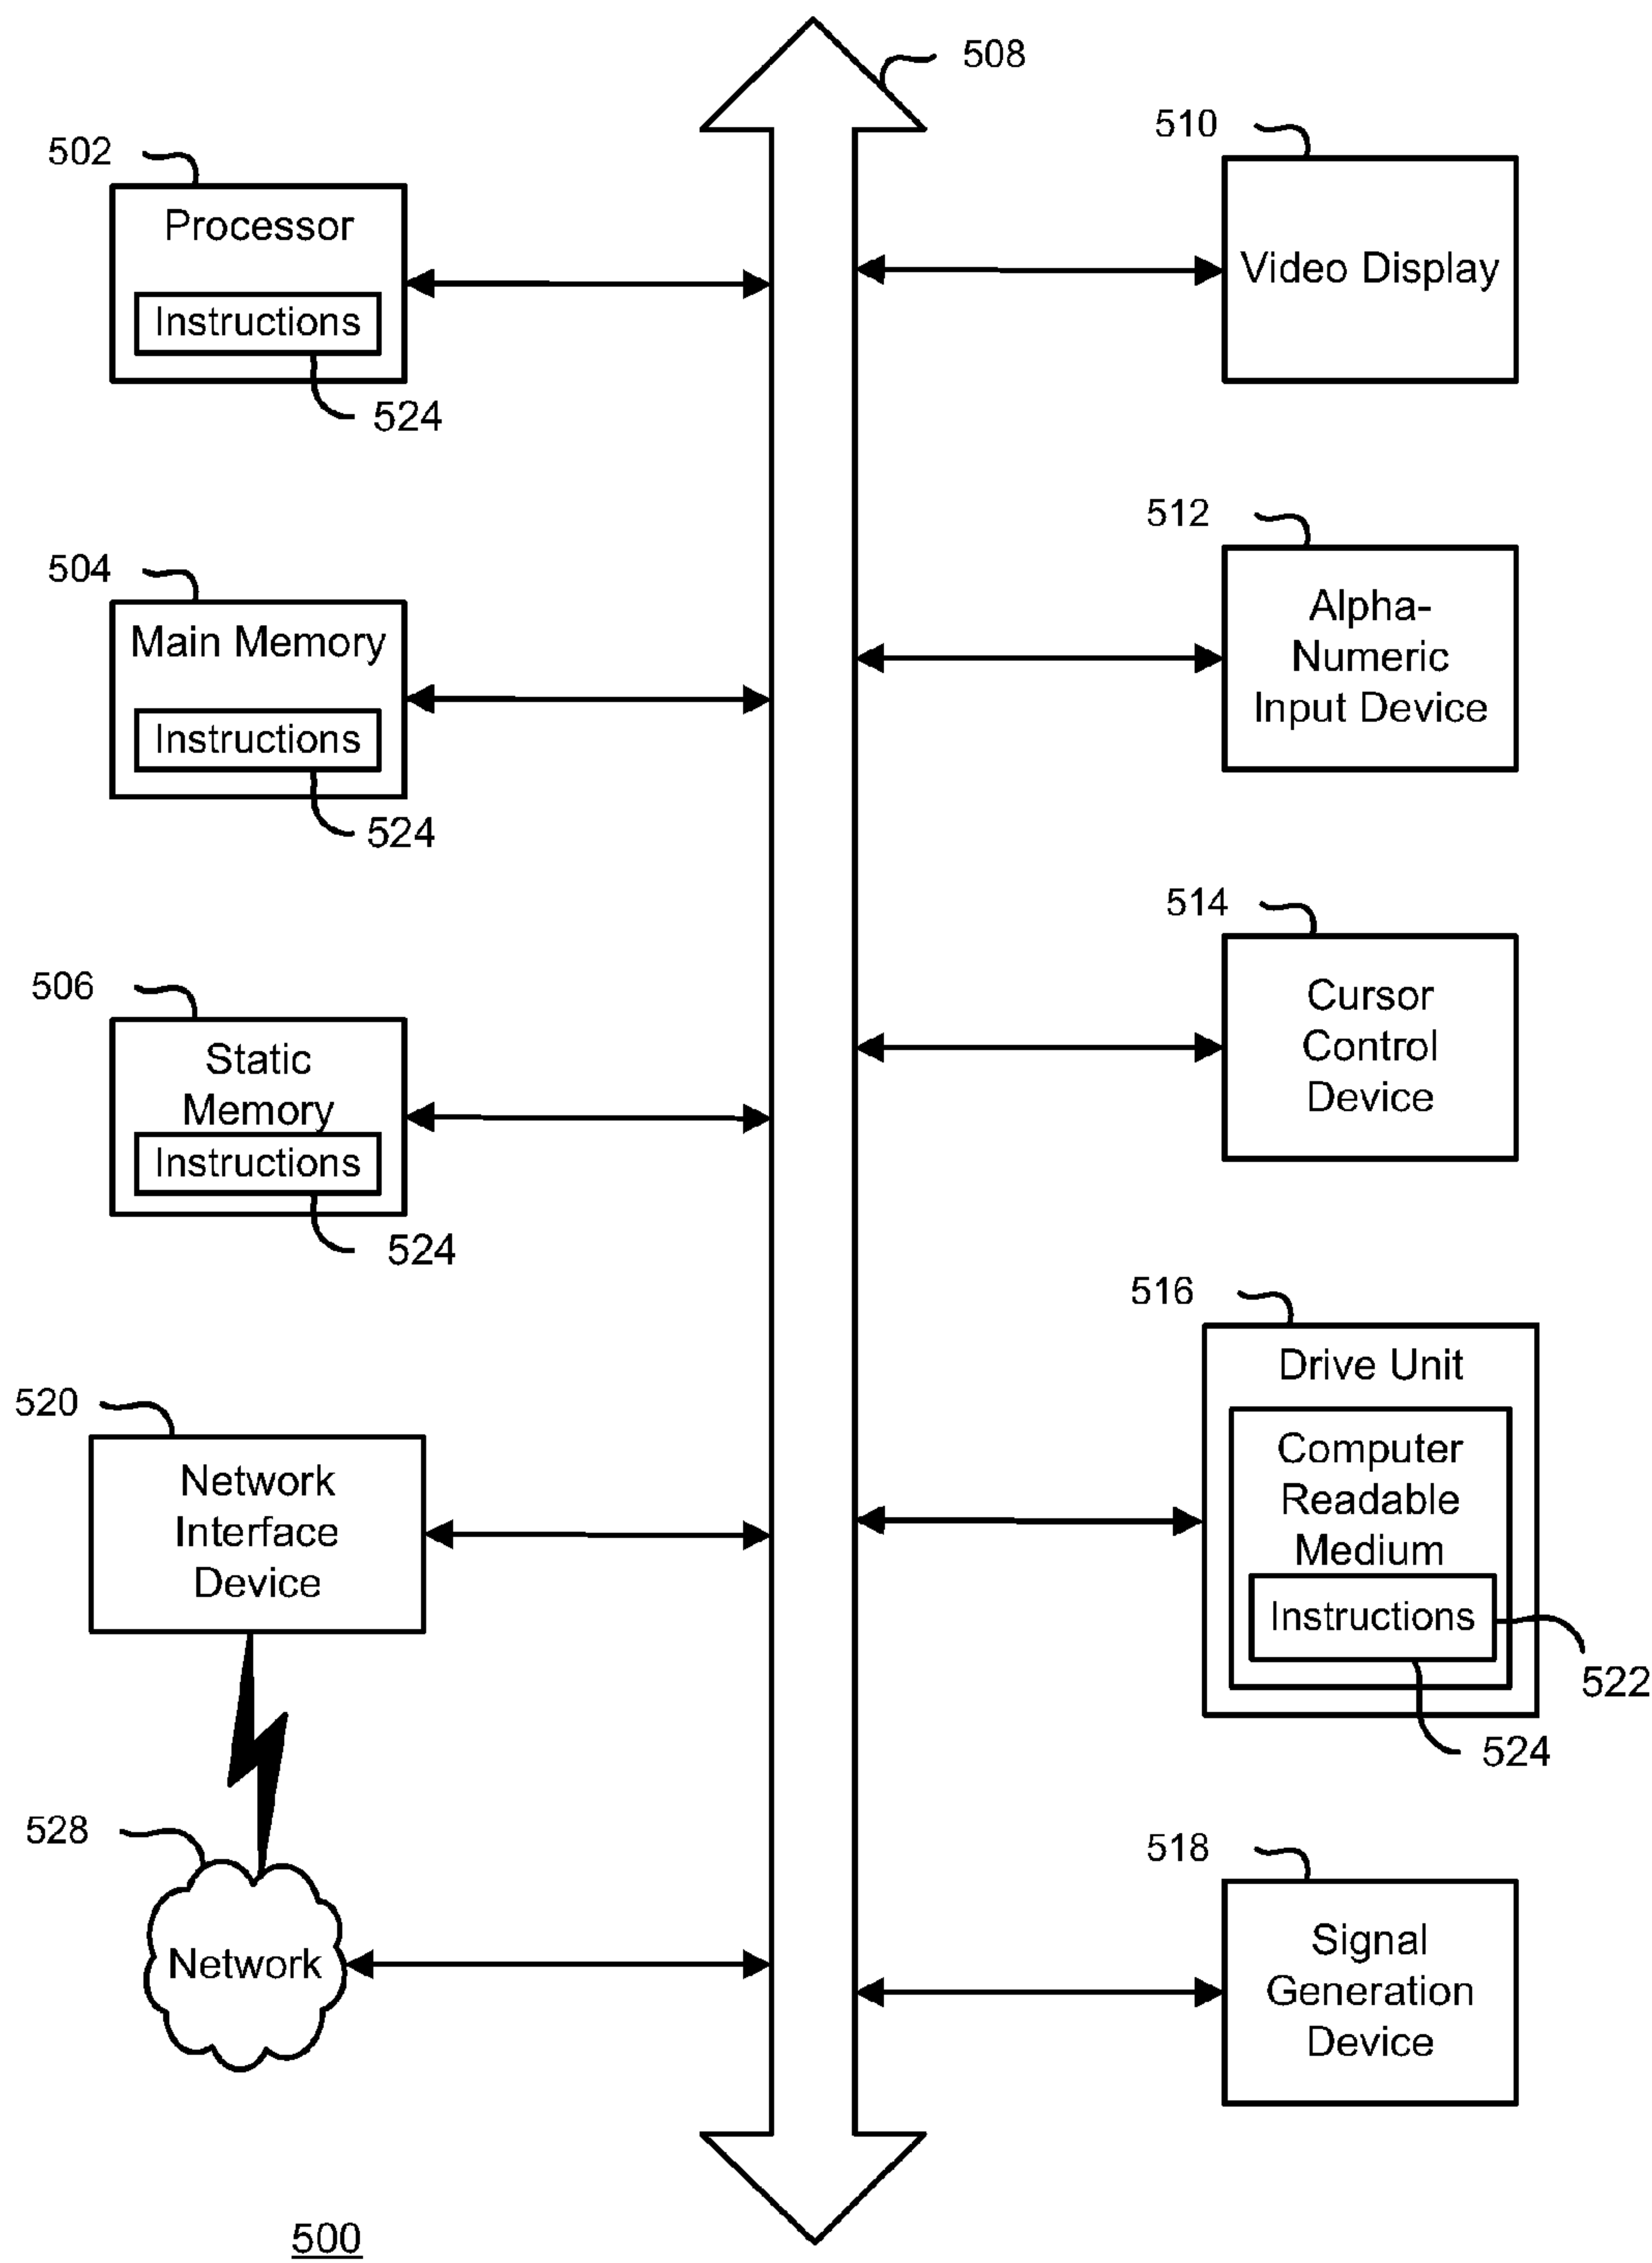 508
502
Processor
Instructions
524
510
Video Display
504
Main Memory
Instructions
524
512
Alpha-
Numeric
Input Device
506
Static
Memory
Instructions
524
514
Cursor
Control
Device
520
Network
Interface
Device
516
Drive Unit
Computer
Readable
Medium
Instructions
522
524
528
Network
518
Signal
Generation
Device
500